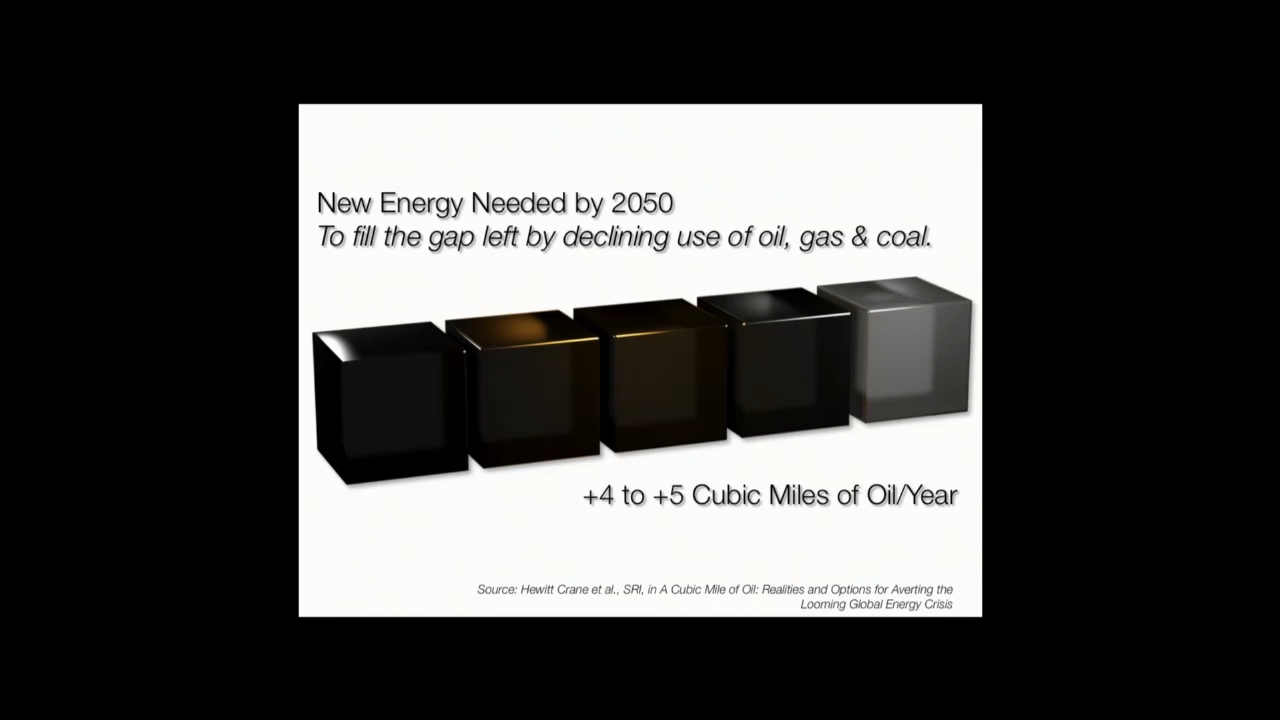 New Energy Needed by 2050
To fill the gap left by declining use of oil, gas & coal.
+4 to +5 Cubic Miles of Oil/Year
Source: Hewitt Crane et al., SRI, in A Cubic Mile of Oil: Realities and Options for Averting the
Looming Global Energy Crisis